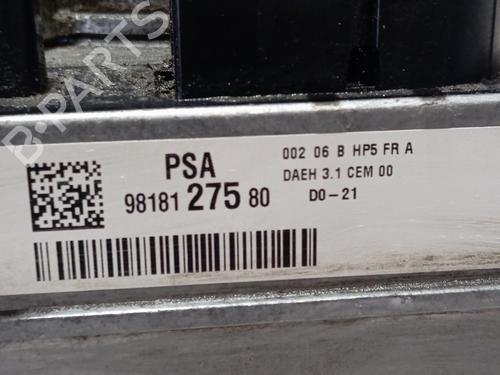 B-PARTS
PSA
98181 275 80
002 06 B HP5 FR A
DAEH 3.1 CEM 00
D0-21